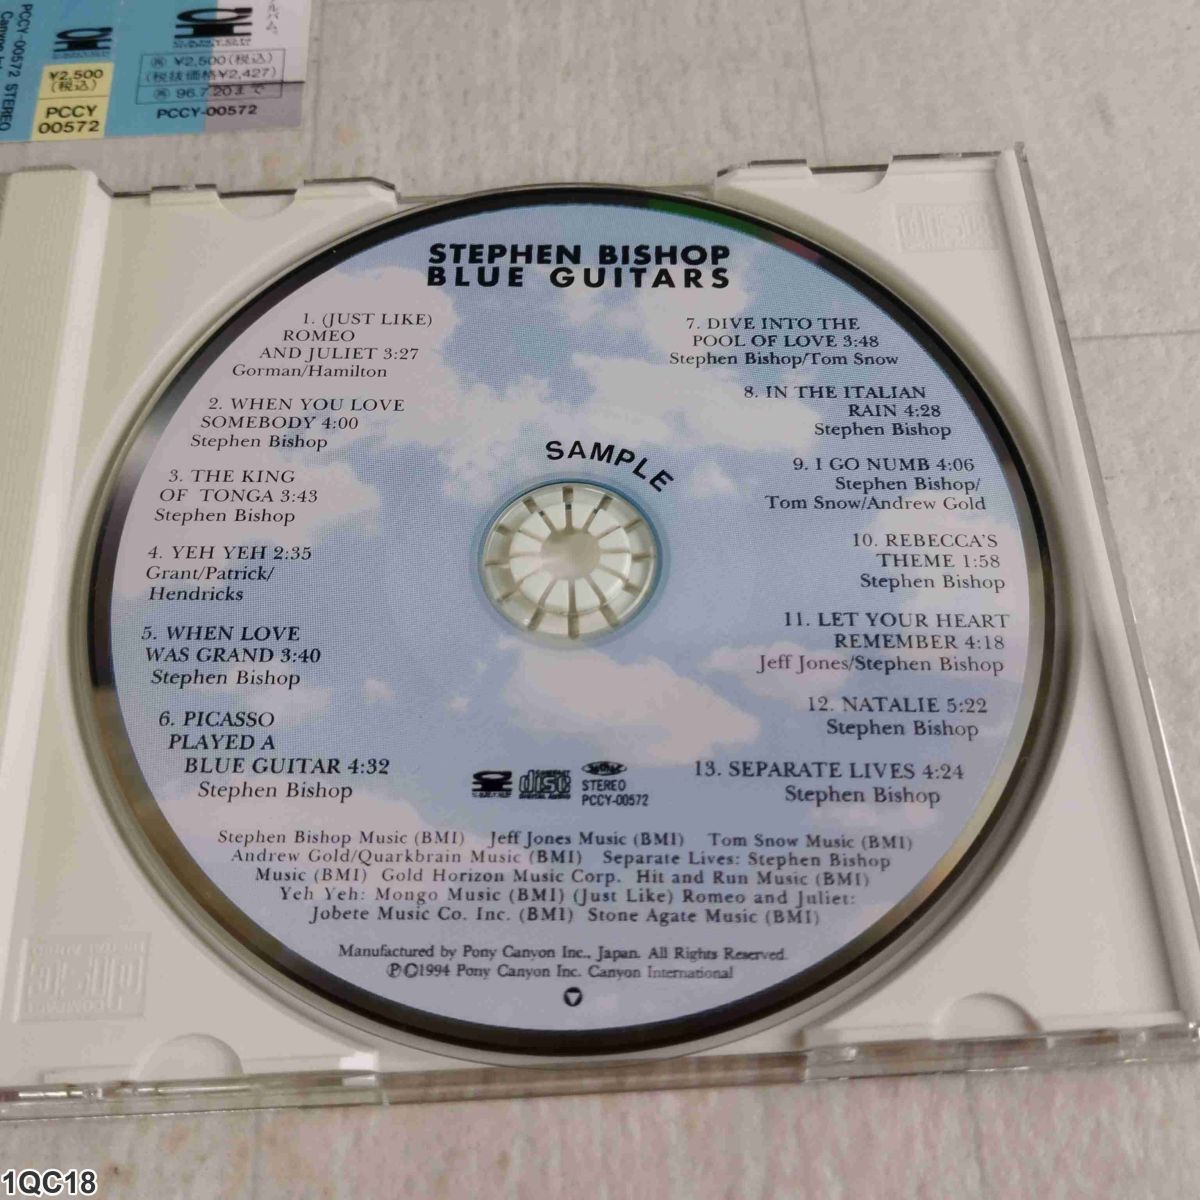 PCCY-00572 STEREO
¥2,500
(税込)
PCCY
00572
¥2,500(税込)
(税抜価格¥2,427)
96.7.20まで
PCCY-00572
STEPHEN BISHOP
BLUE GUITARS
1. (JUST LIKE)
ROMEO
AND JULIET 3:27
Gorman/Hamilton
2. WHEN YOU LOVE
SOMEBODY 4:00
Stephen Bishop
3. THE KING
OF TONGA 3:43
Stephen Bishop
4. YEH YEH 2:35
Grant/Patrick/
Hendricks
5. WHEN LOVE
WAS GRAND 3:40
Stephen Bishop
6. PICASSO
PLAYED A
BLUE GUITAR 4:32
Stephen Bishop
SAMPLE
7. DIVE INTO THE
POOL OF LOVE 3:48
Stephen Bishop/Tom Snow
8. IN THE ITALIAN
RAIN 4:28
Stephen Bishop
9. I GO NUMB 4:06
Stephen Bishop/
Tom Snow/Andrew Gold
10. REBECCA'S
THEME 1:58
Stephen Bishop
11. LET YOUR HEART
REMEMBER 4:18
Jeff Jones/Stephen Bishop
12. NATALIE 5:22
Stephen Bishop
13. SEPARATE LIVES 4:24
Stephen Bishop
COMPACT
disc
DIGITAL AUDIO
STEREO
PCCY-00572
Stephen Bishop Music (BMI) Jeff Jones Music (BMI) Tom Snow Music (BMI)
Andrew Gold/Quarkbrain Music (BMI) Separate Lives: Stephen Bishop
Music (BMI) Gold Horizon Music Corp. Hit and Run Music (BMI)
Yeh Yeh: Mongo Music (BMI) (Just Like) Romeo and Juliet:
Jobete Music Co. Inc. (BMI) Stone Agate Music (BMI)
Manufactured by Pony Canyon Inc., Japan. All Rights Reserved.
℗©1994 Pony Canyon Inc. Canyon International
1QC18